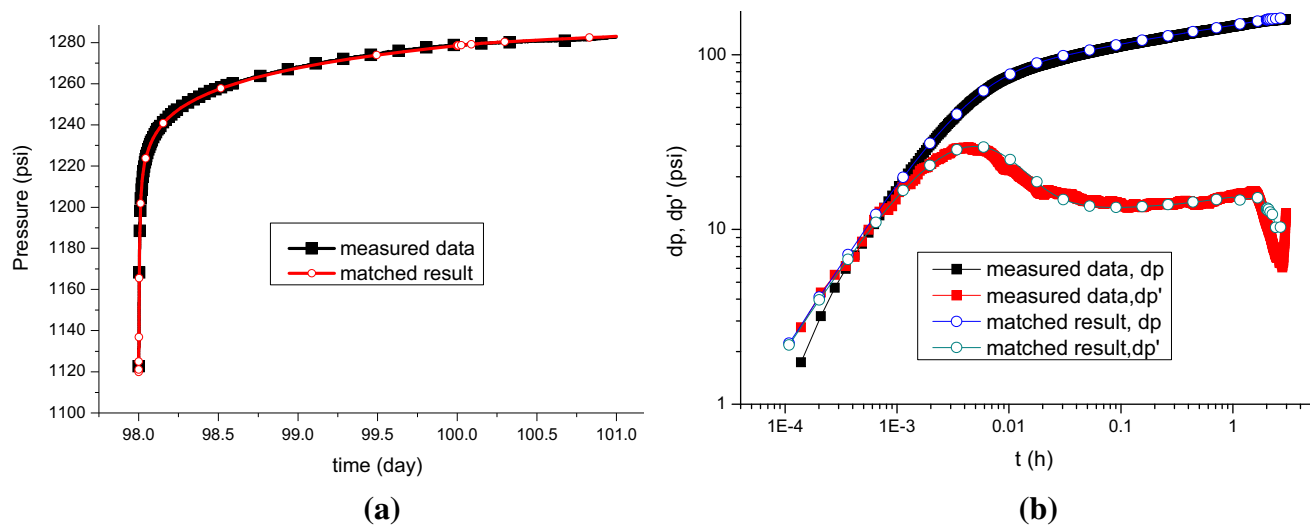 1280
1260
1240
1220
1200
1180
1160
1140
1120
1100
Pressure (psi)
measured data
matched result
98.0 98.5 99.0 99.5 100.0 100.5 101.0
time (day)
(a)
100
10
1
dp, dp' (psi)
measured data, dp
measured data,dp'
matched result, dp
matched result,dp'
1E-4 1E-3 0.01 0.1 1
t (h)
(b)